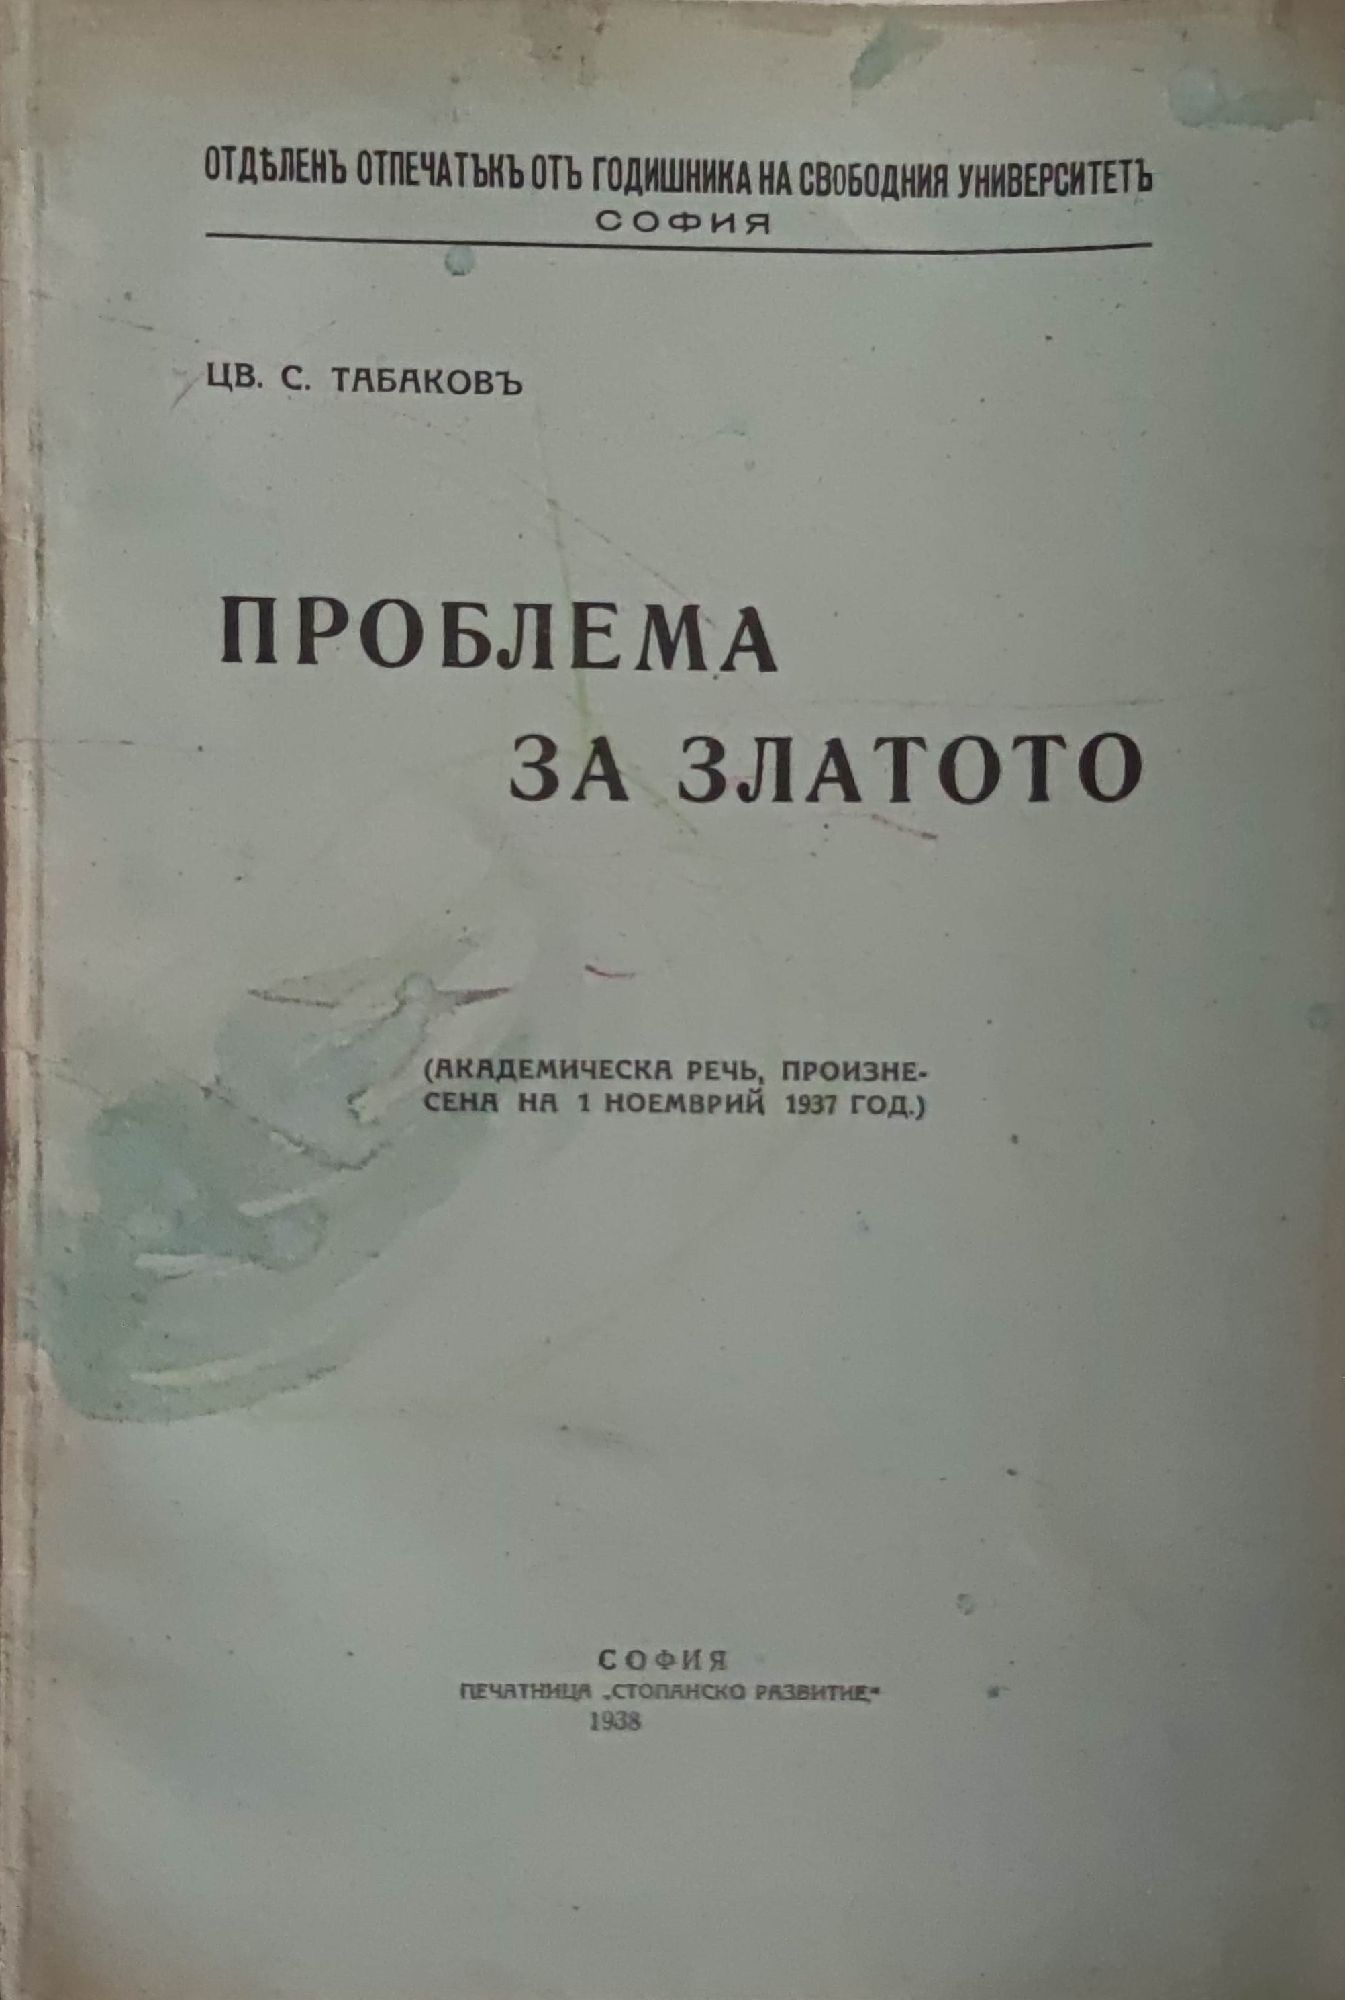 ОТДѢЛЕНЪ ОТПЕЧАТЪКЪ ОТЪ ГОДИШНИКА НА СВОБОДНИЯ УНИВЕРСИТЕТЪ
СОФИЯ
ЦВ. С. ТАБАКОВЪ
ПРОБЛЕМА
ЗА ЗЛАТОТО
(АКАДЕМИЧЕСКА РЕЧЬ, ПРОИЗНЕ-
СЕНА НА 1 НОЕМВРИЙ 1937 ГОД.)
СОФИЯ
ПЕЧАТНИЦА „СТОПАНСКО РАЗВИТИЕ“
1938